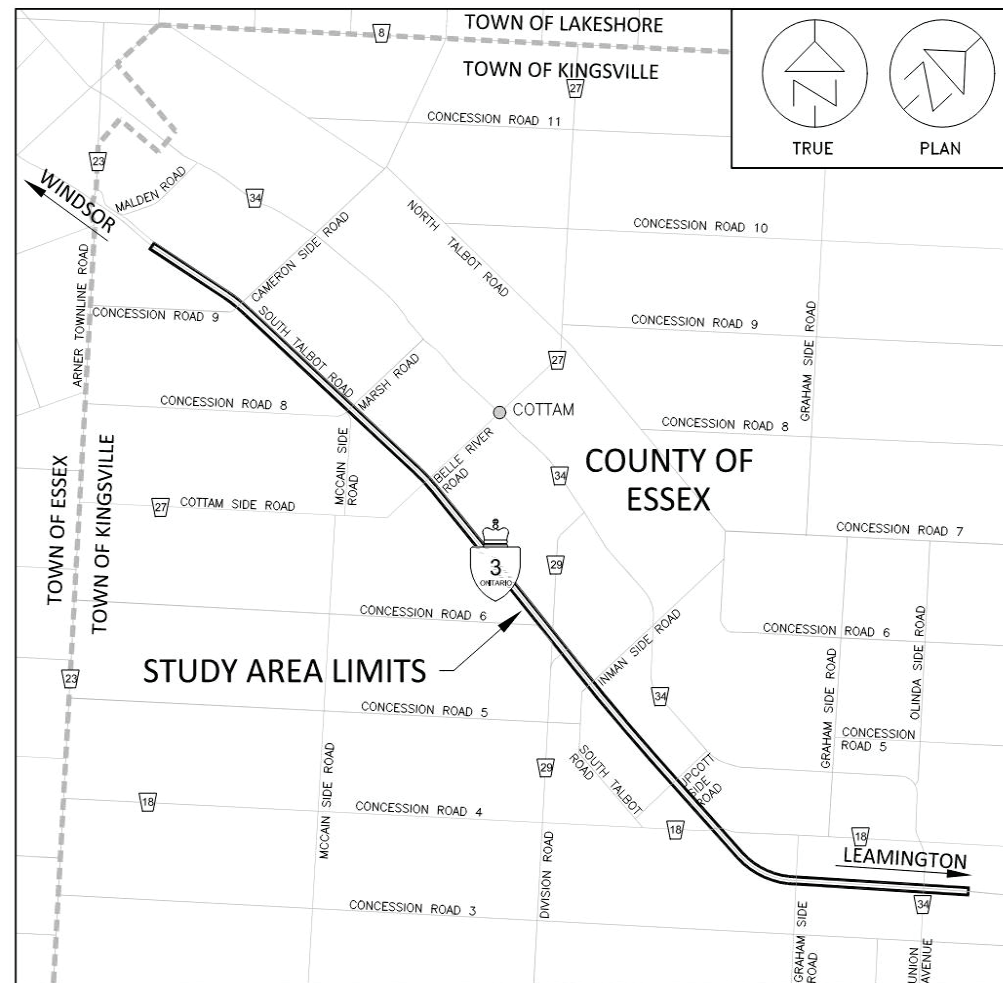 TOWN OF LAKESHORE
8
TOWN OF KINGSVILLE
27
CONCESSION ROAD 11
TRUE
PLAN
23
MALDEN ROAD
34
WINDSOR
NORTH TALBOT ROAD
CONCESSION ROAD 10
CAMERON SIDE ROAD
ARNER TOWNLINE ROAD
CONCESSION ROAD 9
SOUTH TALBOT ROAD
CONCESSION ROAD 9
GRAHAM SIDE ROAD
27
MARSH ROAD
CONCESSION ROAD 8
COTTAM
CONCESSION ROAD 8
BELLE RIVER
ROAD
MCCAIN SIDE
ROAD
COUNTY OF
ESSEX
34
TOWN OF ESSEX
TOWN OF KINGSVILLE
27
COTTAM SIDE ROAD
CONCESSION ROAD 7
3
ONTARIO
29
CONCESSION ROAD 6
CONCESSION ROAD 6
INMAN SIDE ROAD
OLINDA SIDE ROAD
STUDY AREA LIMITS
23
34
GRAHAM SIDE ROAD
CONCESSION ROAD 5
CONCESSION
ROAD 5
SOUTH TALBOT
ROAD
UPCOTT
SIDE
ROAD
29
MCCAIN SIDE ROAD
18
CONCESSION ROAD 4
18
18
LEAMINGTON
DIVISION ROAD
CONCESSION ROAD 3
34
GRAHAM SIDE
ROAD
UNION
AVENUE